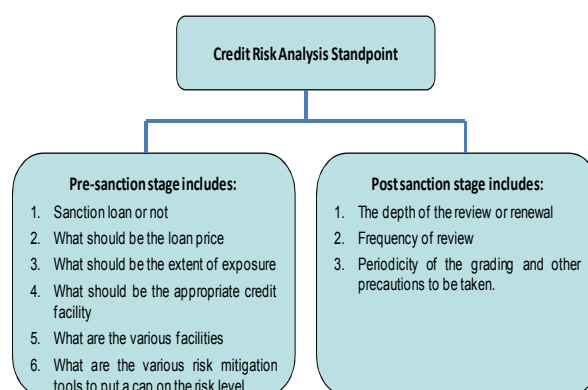 Credit Risk Analysis Standpoint
Pre-sanction stage includes:
1. Sanction loan or not
2. What should be the loan price
3. What should be the extent of exposure
4. What should be the appropriate credit
facility
5. What are the various facilities
6. What are the various risk mitigation
tools to put a cap on the risk level
Post sanction stage includes:
1. The depth of the review or renewal
2. Frequency of review
3. Periodicity of the grading and other
precautions to be taken.